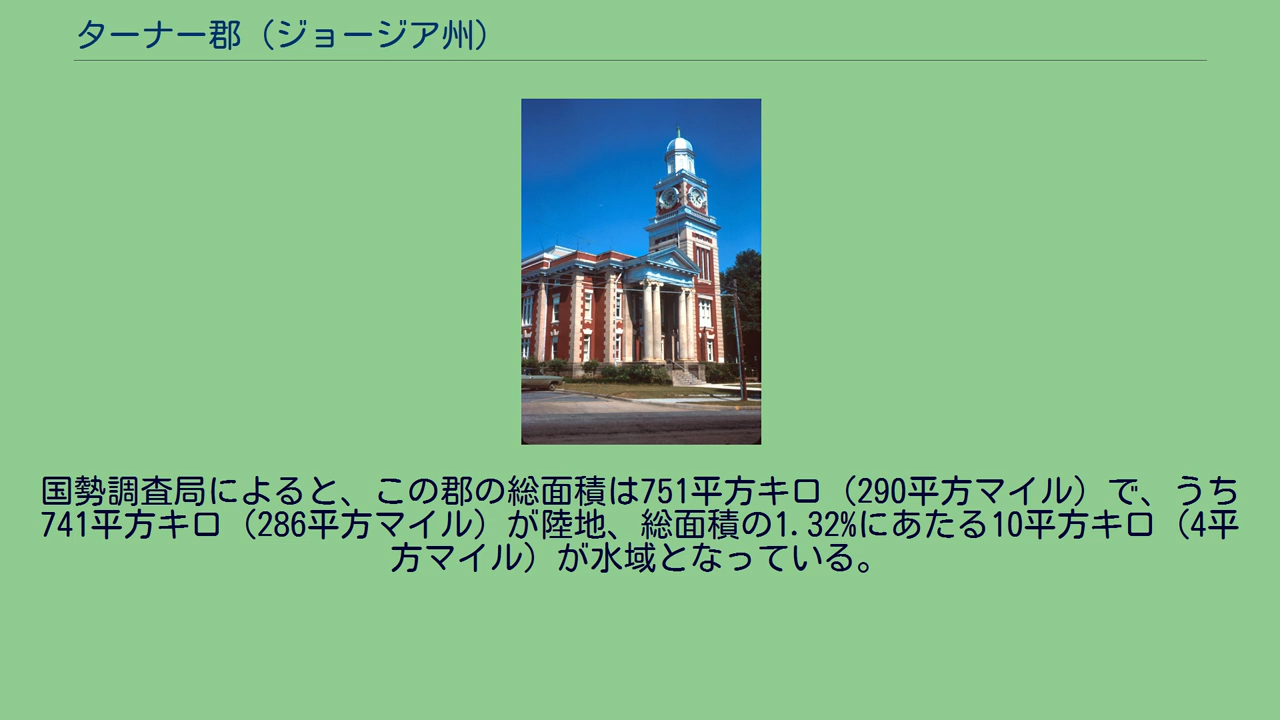 ターナー郡（ジョージア州）
国勢調査局によると、この郡の総面積は751平方キロ（290平方マイル）で、うち
741平方キロ（286平方マイル）が陸地、総面積の1.32%にあたる10平方キロ（4平
方マイル）が水域となっている。